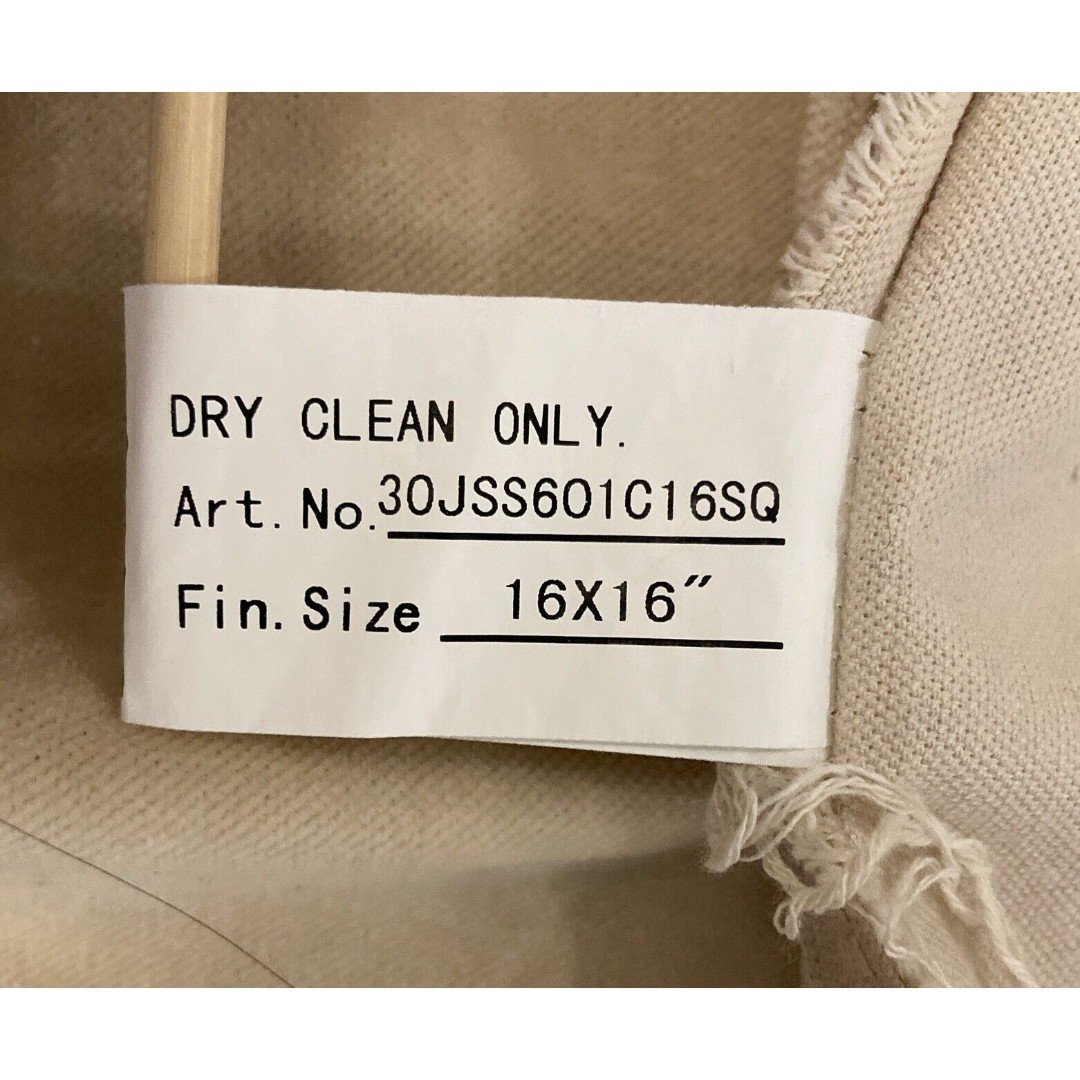 DRY CLEAN ONLY.
Art. No. 30JSS601C16SQ
Fin. Size 16X16"